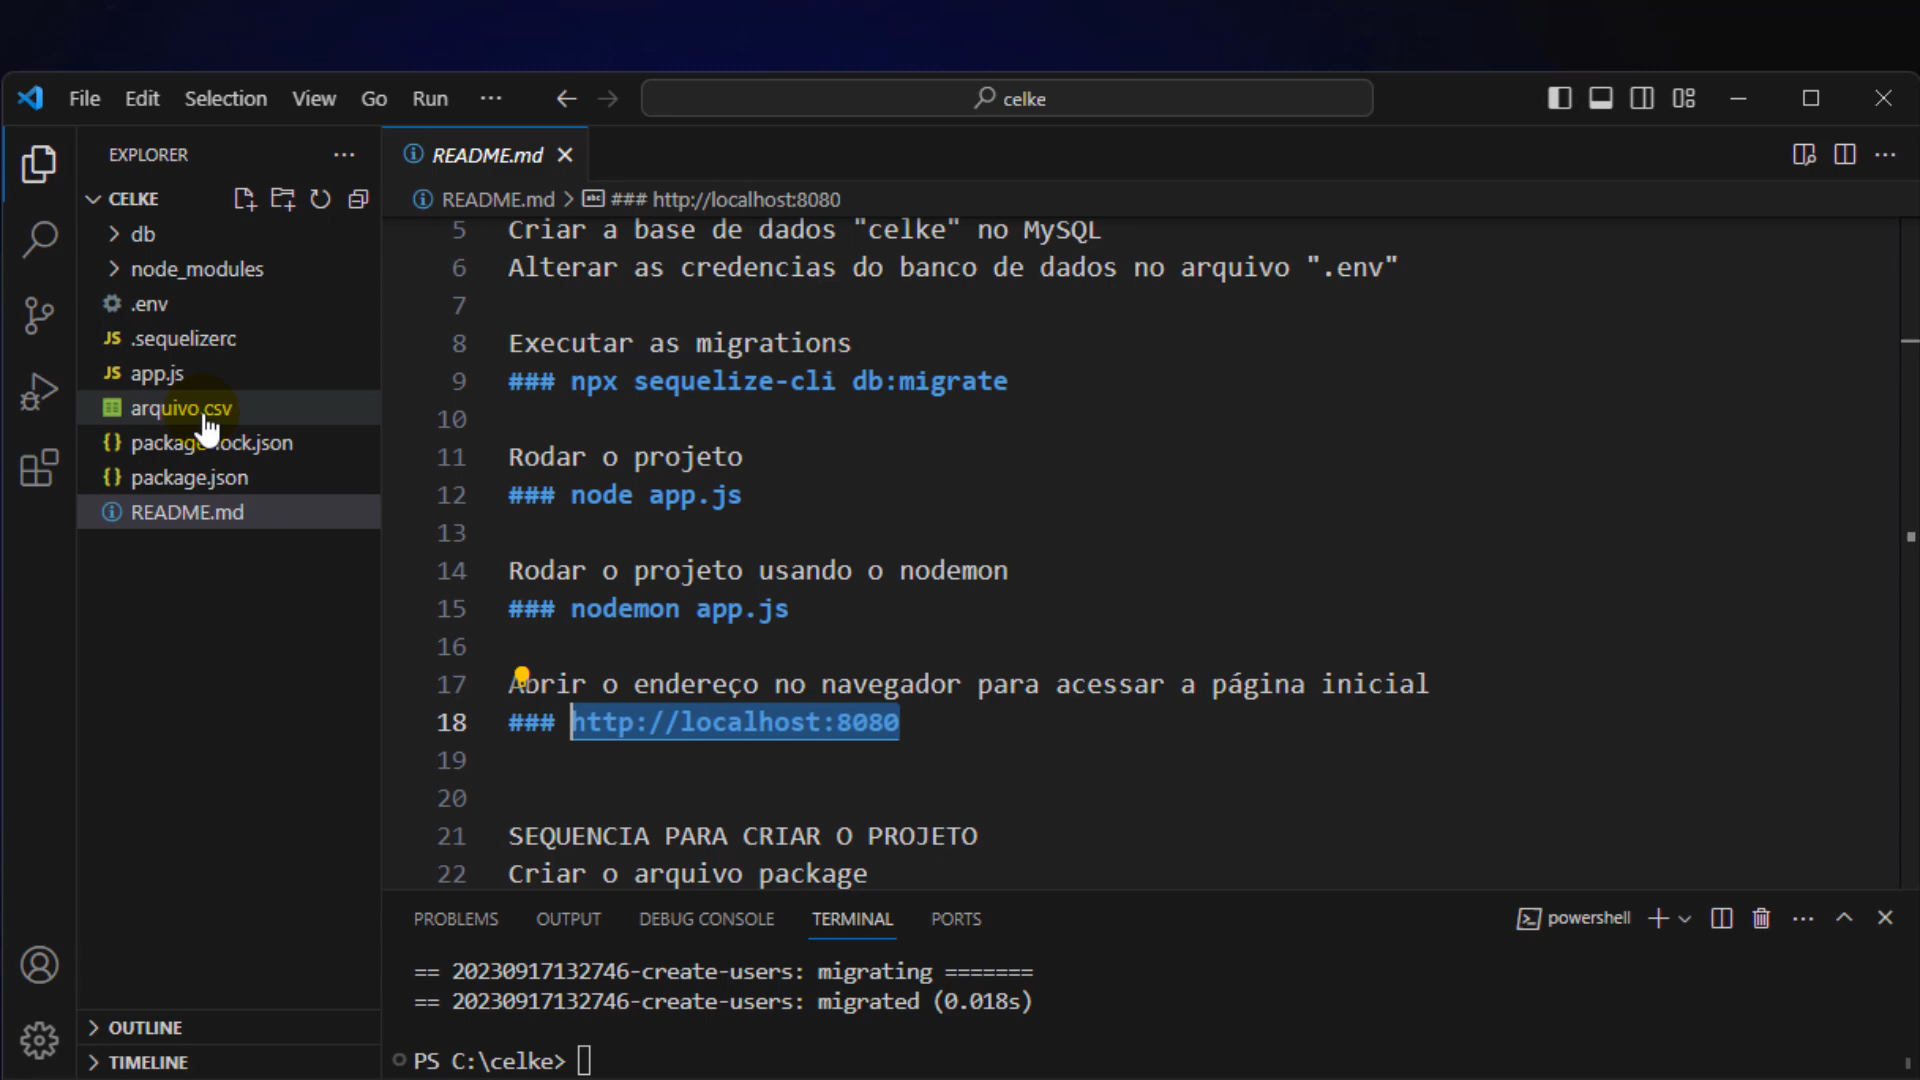 File Edit Selection View Go Run ··· celke
EXPLORER ···
CELKE
db
node_modules
.env
JS .sequelizerc
JS app.js
arquivo.csv
{} package-lock.json
{} package.json
README.md
OUTLINE
TIMELINE
README.md
README.md > abc ### http://localhost:8080
5 Criar a base de dados "celke" no MySQL
6 Alterar as credencias do banco de dados no arquivo ".env"
7
8 Executar as migrations
9 ### npx sequelize-cli db:migrate
10
11 Rodar o projeto
12 ### node app.js
13
14 Rodar o projeto usando o nodemon
15 ### nodemon app.js
16
17 Abrir o endereço no navegador para acessar a página inicial
18 ### http://localhost:8080
19
20
21 SEQUENCIA PARA CRIAR O PROJETO
22 Criar o arquivo package
PROBLEMS OUTPUT DEBUG CONSOLE TERMINAL PORTS powershell
== 20230917132746-create-users: migrating =======
== 20230917132746-create-users: migrated (0.018s)
PS C:\celke>